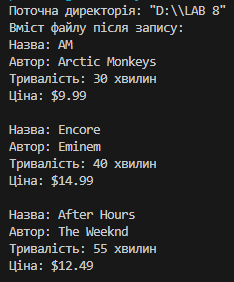 Поточна директорія: "D:\\LAB 8"
Вміст файлу після запису:
Назва: AM
Автор: Arctic Monkeys
Тривалість: 30 хвилин
Ціна: $9.99
Назва: Encore
Автор: Eminem
Тривалість: 40 хвилин
Ціна: $14.99
Назва: After Hours
Автор: The Weeknd
Тривалість: 55 хвилин
Ціна: $12.49